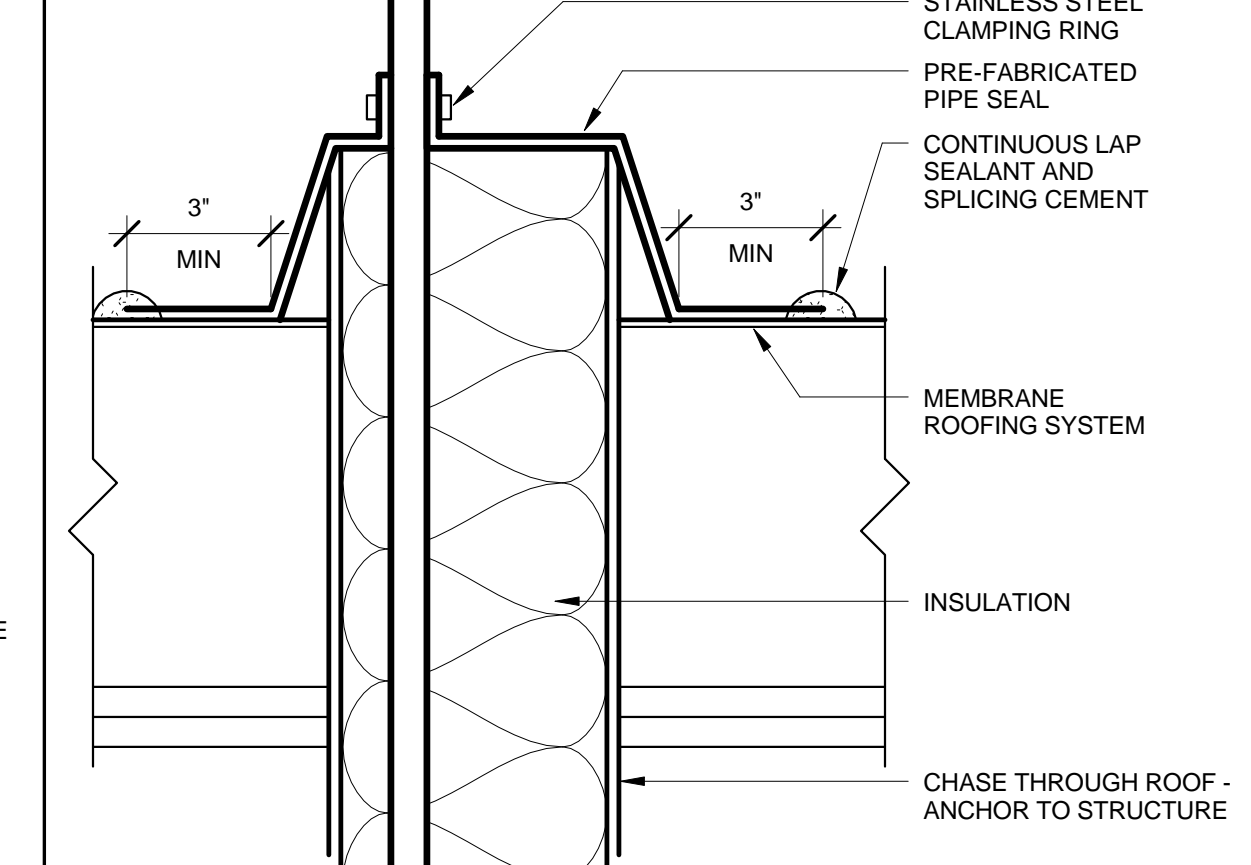 STAINLESS STEEL
CLAMPING RING
PRE-FABRICATED
PIPE SEAL
CONTINUOUS LAP
SEALANT AND
SPLICING CEMENT
3"
MIN
3"
MIN
MEMBRANE
ROOFING SYSTEM
INSULATION
E
CHASE THROUGH ROOF -
ANCHOR TO STRUCTURE